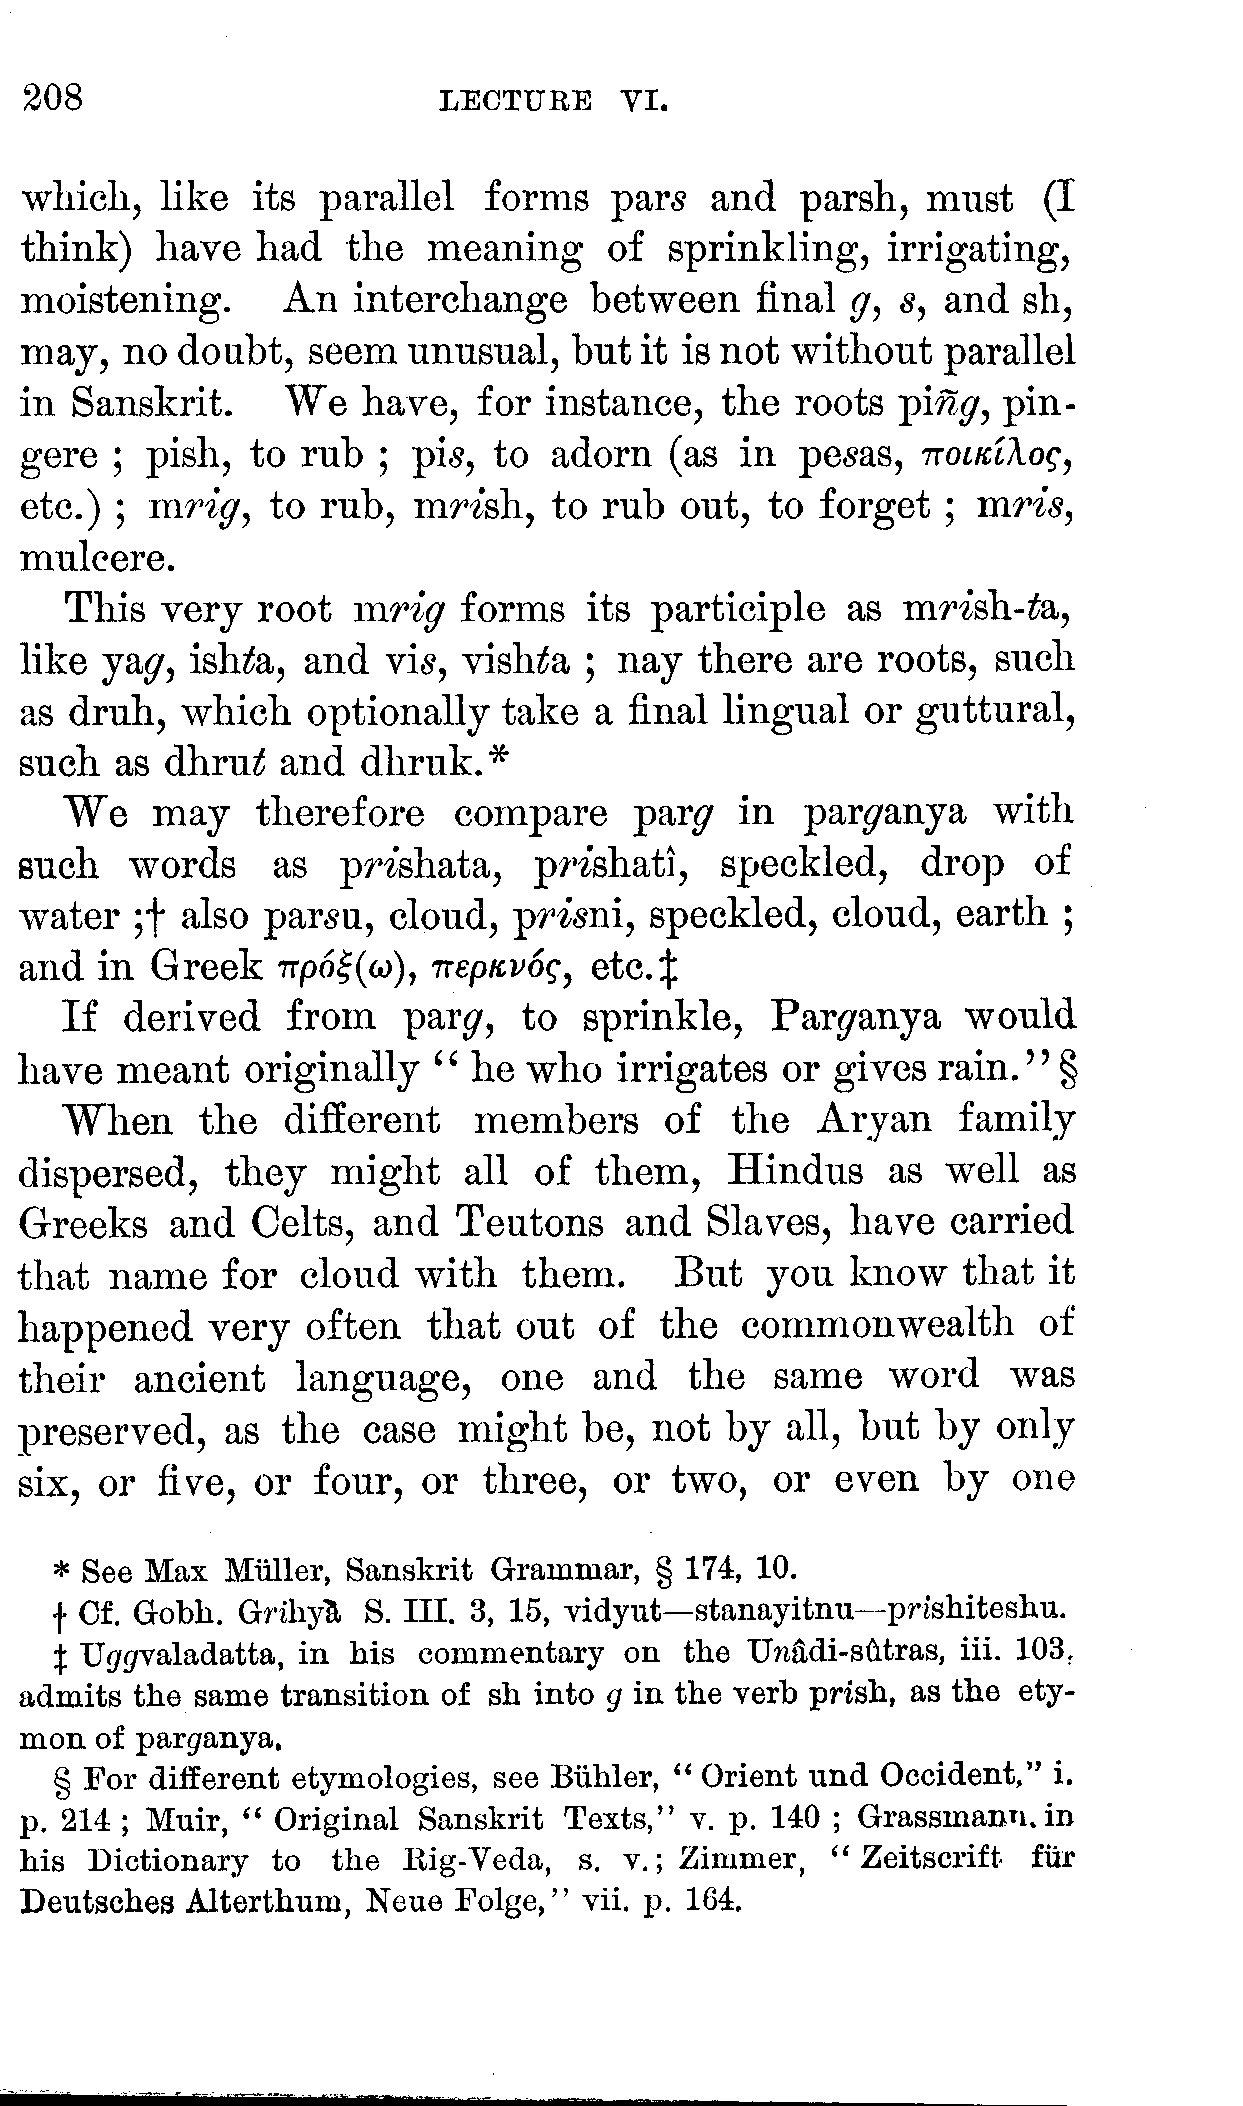 208 LECTURE VI.
which, like its parallel forms pars and parsh, must (I
think) have had the meaning of sprinkling, irrigating,
moistening. An interchange between final g, s, and sh,
may, no doubt, seem unusual, but it is not without parallel
in Sanskrit. We have, for instance, the roots piñg, pin-
gere ; pish, to rub ; pis, to adorn (as in pesas, ποικίλος,
etc.) ; mrig, to rub, mrish, to rub out, to forget ; mris,
mulcere.
This very root mrig forms its participle as mrish-ta,
like yag, ishta, and vis, vishta ; nay there are roots, such
as druh, which optionally take a final lingual or guttural,
such as dhrut and dhruk.*
We may therefore compare parg in parganya with
such words as prishata, prishatî, speckled, drop of
water ;† also parsu, cloud, prisni, speckled, cloud, earth ;
and in Greek πρόξ(ω), περκνός, etc.‡
If derived from parg, to sprinkle, Parganya would
have meant originally “ he who irrigates or gives rain.” §
When the different members of the Aryan family
dispersed, they might all of them, Hindus as well as
Greeks and Celts, and Teutons and Slaves, have carried
that name for cloud with them. But you know that it
happened very often that out of the commonwealth of
their ancient language, one and the same word was
preserved, as the case might be, not by all, but by only
six, or five, or four, or three, or two, or even by one
* See Max Müller, Sanskrit Grammar, § 174, 10.
† Cf. Gobh. Grihyâ S. III. 3, 15, vidyut—stanayitnu—prishiteshu.
‡ Uggvaladatta, in his commentary on the Unâdi-sûtras, iii. 103,
admits the same transition of sh into g in the verb prish, as the ety-
mon of parganya.
§ For different etymologies, see Bühler, “ Orient und Occident,” i.
p. 214 ; Muir, “ Original Sanskrit Texts,” v. p. 140 ; Grassmann, in
his Dictionary to the Rig-Veda, s. v.; Zimmer, “ Zeitscrift für
Deutsches Alterthum, Neue Folge,” vii. p. 164.